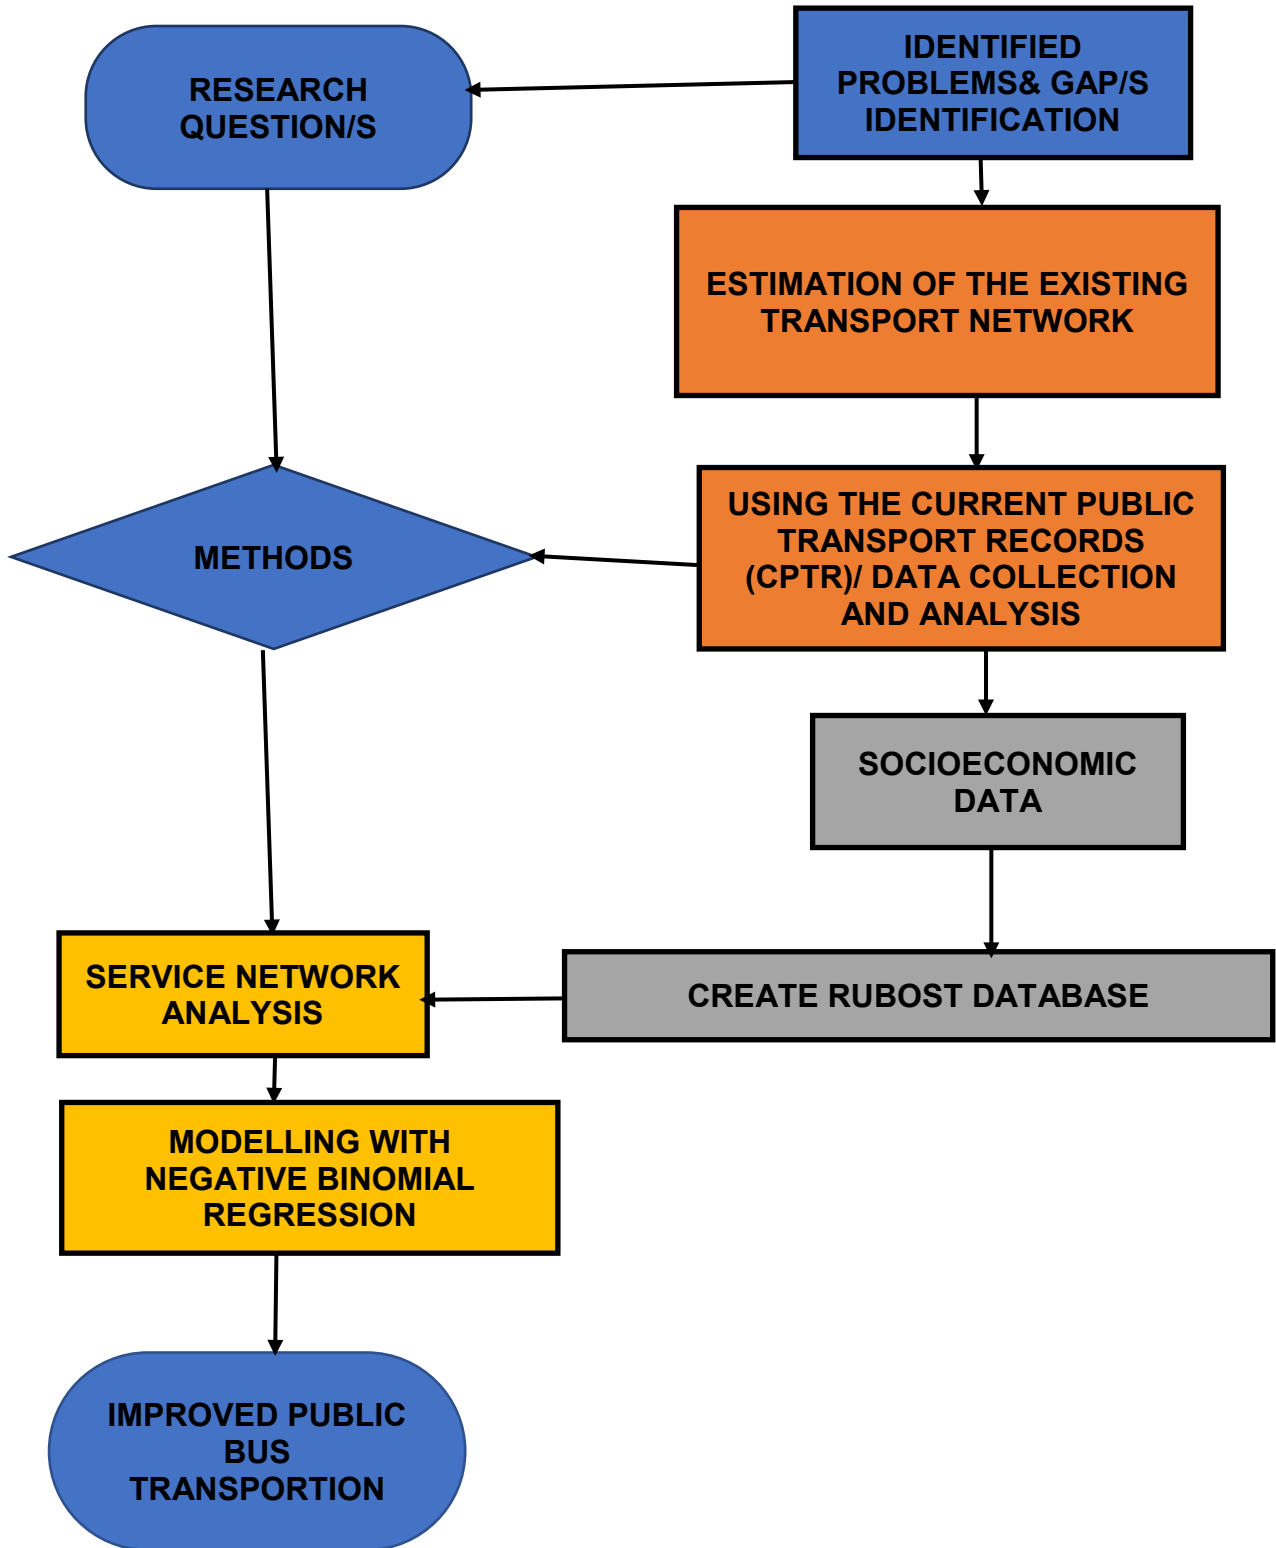 RESEARCH
QUESTION/S
IDENTIFIED
PROBLEMS& GAP/S
IDENTIFICATION
ESTIMATION OF THE EXISTING
TRANSPORT NETWORK
METHODS
USING THE CURRENT PUBLIC
TRANSPORT RECORDS
(CPTR)/ DATA COLLECTION
AND ANALYSIS
SOCIOECONOMIC
DATA
SERVICE NETWORK
ANALYSIS
CREATE RUBOST DATABASE
MODELLING WITH
NEGATIVE BINOMIAL
REGRESSION
IMPROVED PUBLIC
BUS
TRANSPORTION